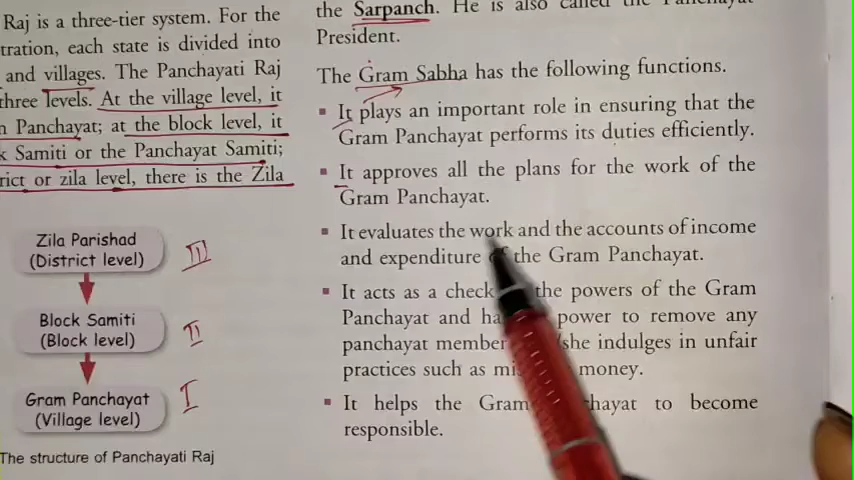 Raj is a three-tier system. For the
tration, each state is divided into
and villages. The Panchayati Raj
three levels. At the village level, it
Panchayat; at the block level, it
Samiti or the Panchayat Samiti;
or zila level, there is the Zila
Zila Parishad
(District level)
III
Block Samiti
(Block level)
II
Gram Panchayat
(Village level)
I
The structure of Panchayati Raj
the Sarpanch. He is also called the Panchayat
President.
The Gram Sabha has the following functions.
▪ It plays an important role in ensuring that the
Gram Panchayat performs its duties efficiently.
▪ It approves all the plans for the work of the
Gram Panchayat.
▪ It evaluates the work and the accounts of income
and expenditure of the Gram Panchayat.
▪ It acts as a check the powers of the Gram
Panchayat and power to remove any
panchayat member /she indulges in unfair
practices such as money.
▪ It helps the Gram to become
responsible.